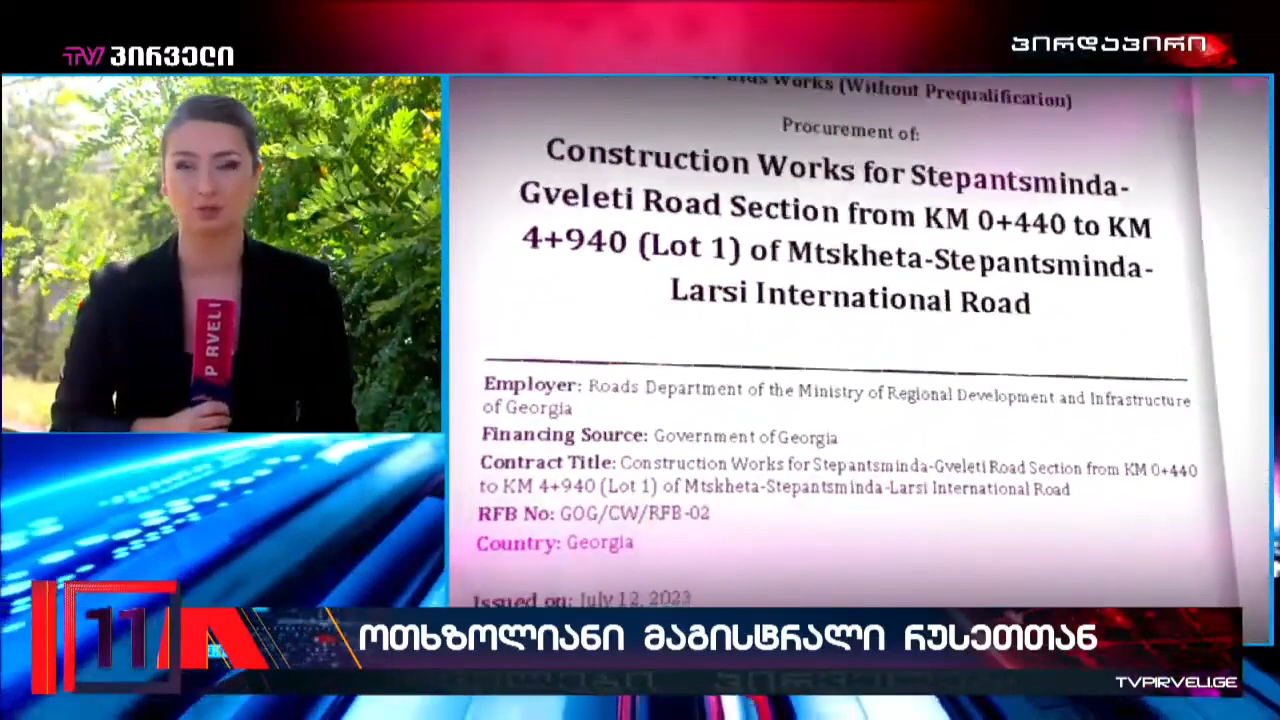 TV ᲞᲘᲠᲕᲔᲚᲘ
ᲞᲘᲠᲓᲐᲞᲘᲠᲘ
Works (Without Prequalification)
Procurement of:
Construction Works for Stepantsminda-
Gveleti Road Section from KM 0+440 to KM
4+940 (Lot 1) of Mtskheta-Stepantsminda-
Larsi International Road
Employer: Roads Department of the Ministry of Regional Development and Infrastructure
of Georgia
Financing Source: Government of Georgia
Contract Title: Construction Works for Stepantsminda-Gveleti Road Section from KM 0+440
to KM 4+940 (Lot 1) of Mtskheta-Stepantsminda-Larsi International Road
RFB No: GOG/CW/RFB-02
Country: Georgia
Issued on: July 12, 2023
P RVELI
11
ᲝᲗᲮᲖᲝᲚᲘᲐᲜᲘ ᲛᲐᲒᲘᲡᲢᲠᲐᲚᲘ ᲠᲣᲡᲔᲗᲗᲐᲜ
TVPIRVELI.GE